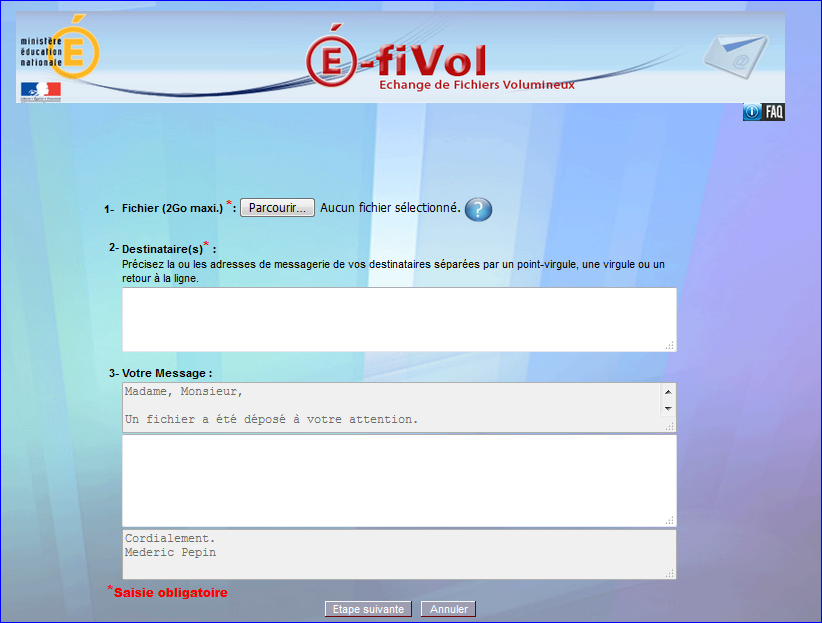 ministère
éducation
nationale
É
É-fiVol
Echange de Fichiers Volumineux
FAQ
1- Fichier (2Go maxi.) * : Parcourir... Aucun fichier sélectionné. ?
2- Destinataire(s)* :
Précisez la ou les adresses de messagerie de vos destinataires séparées par un point-virgule, une virgule ou un
retour à la ligne.
3- Votre Message :
Madame, Monsieur,
Un fichier a été déposé à votre attention.
Cordialement.
Mederic Pepin
*Saisie obligatoire
Etape suivante Annuler